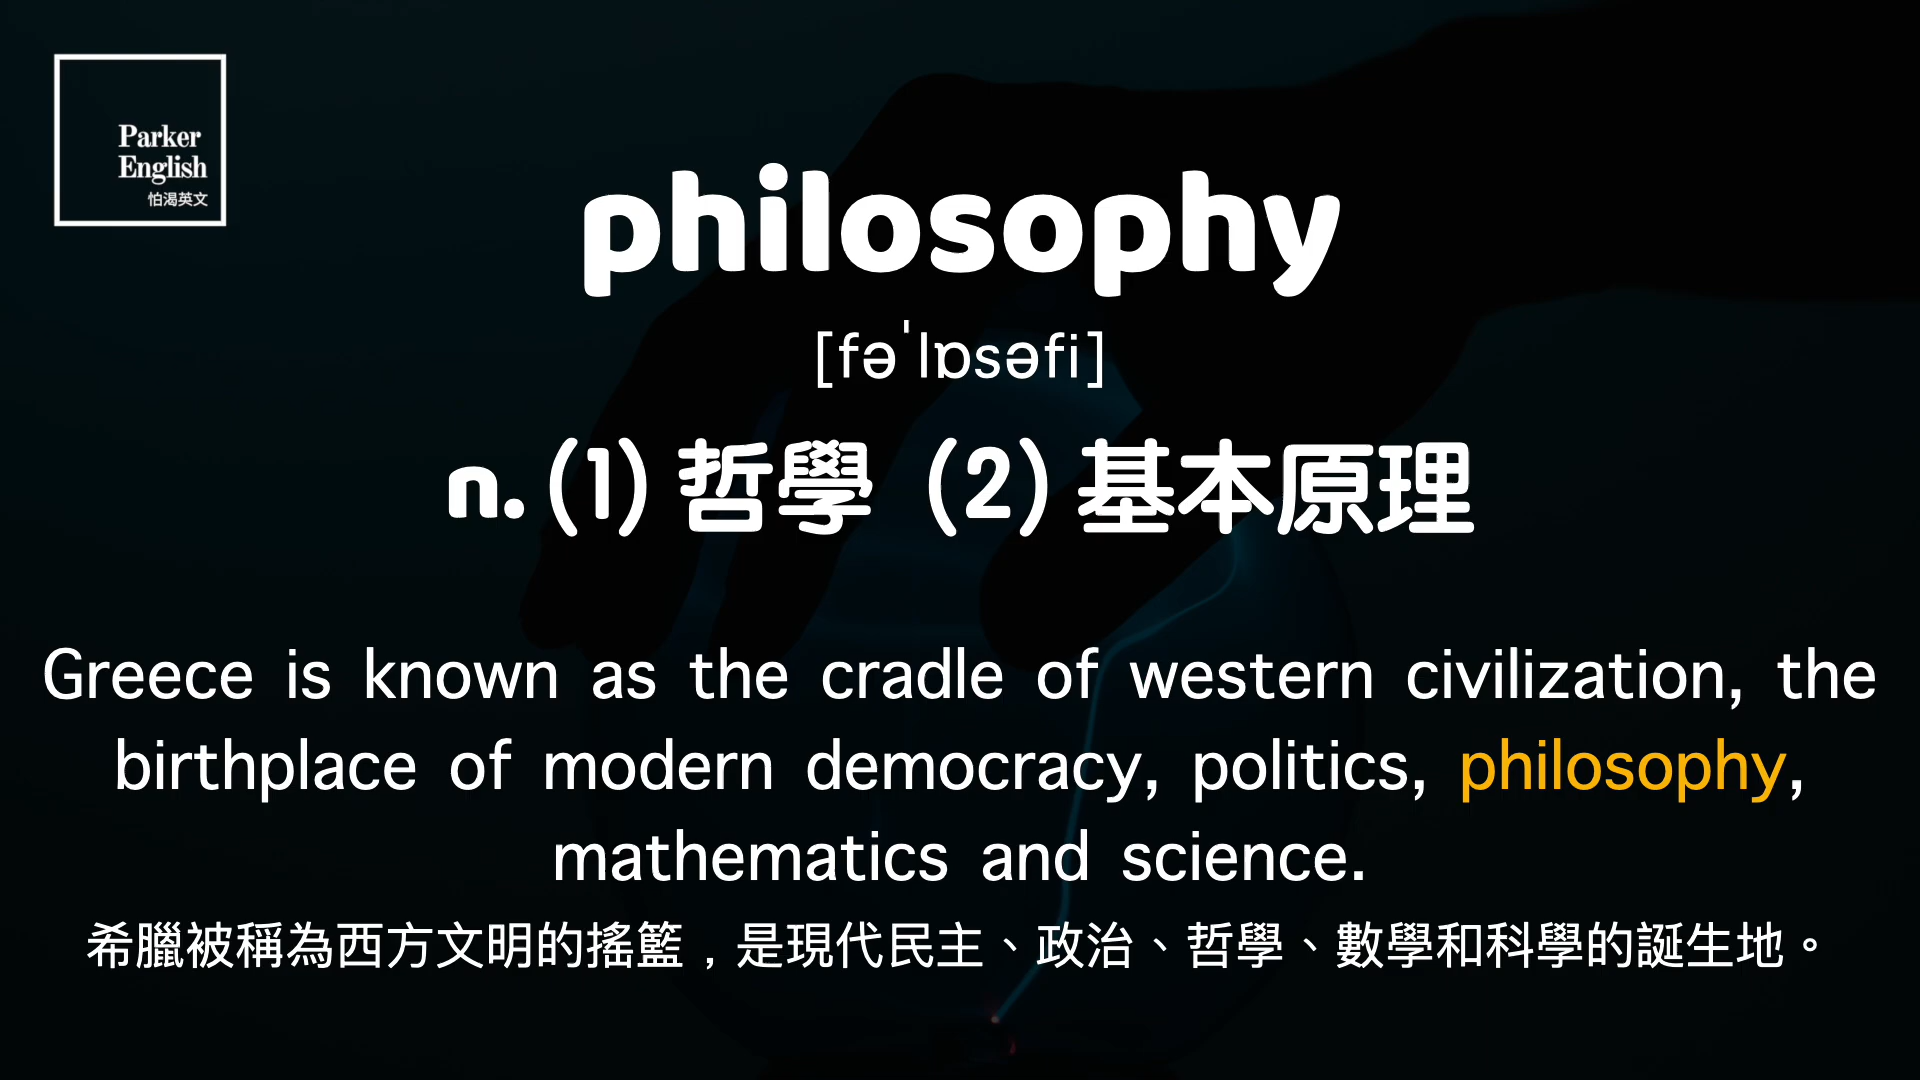 Parker
English
怕渴英文
philosophy
[fəˈlɒsəfi]
n. (1) 哲學 (2) 基本原理
Greece is known as the cradle of western civilization, the
birthplace of modern democracy, politics, philosophy,
mathematics and science.
希臘被稱為西方文明的搖籃，是現代民主、政治、哲學、數學和科學的誕生地。